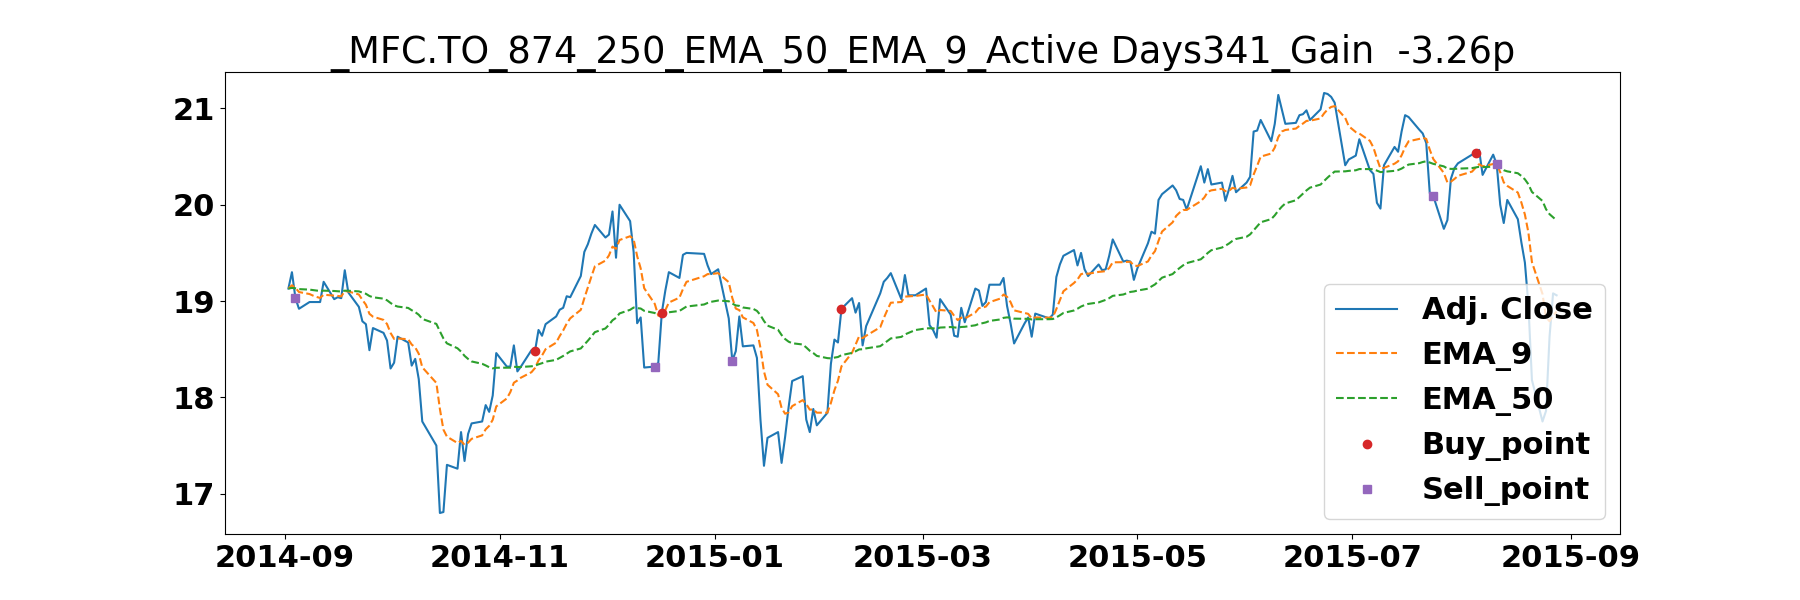 _MFC.TO_874_250_EMA_50_EMA_9_Active Days341_Gain  -3.26p
21
20
19
18
17
Adj. Close
EMA_9
EMA_50
Buy_point
Sell_point
2014-09 2014-11 2015-01 2015-03 2015-05 2015-07 2015-09